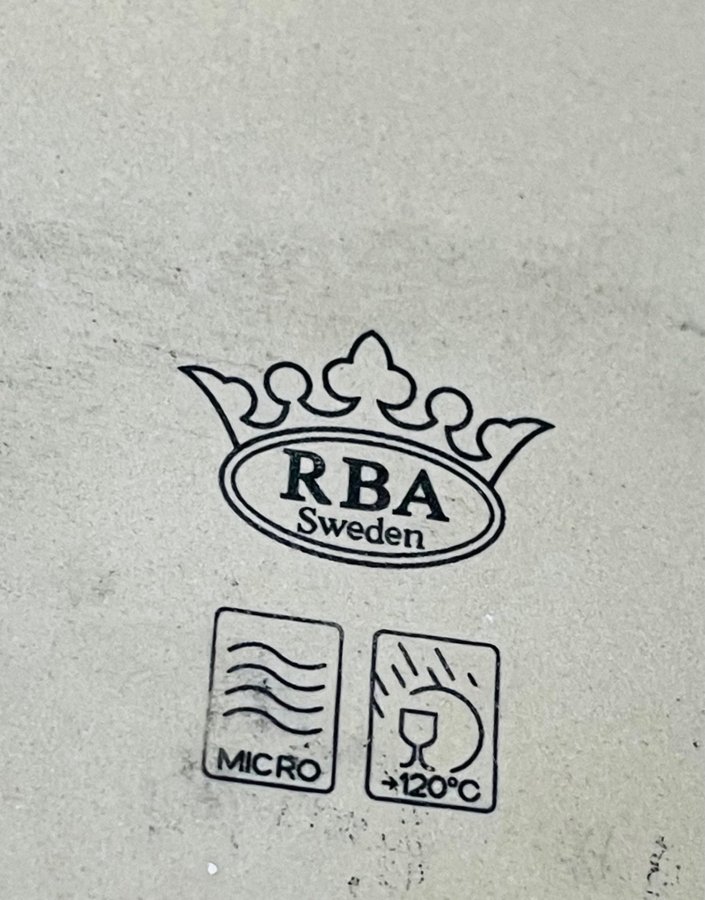 RBA
Sweden
MICRO
→120°C